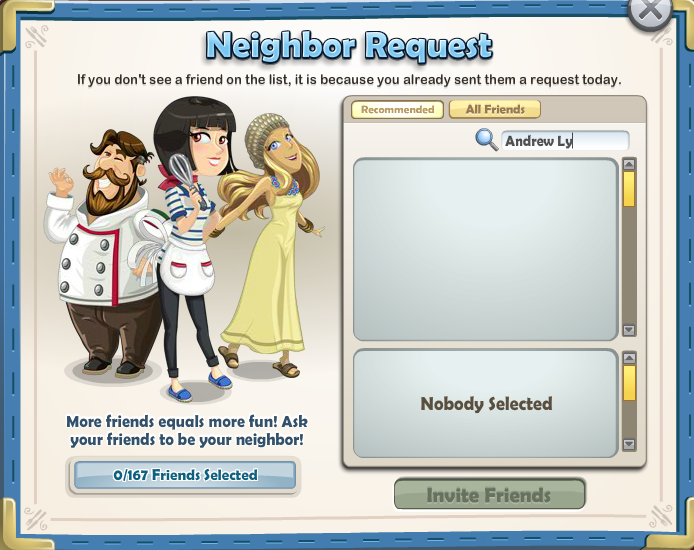 Neighbor Request
If you don't see a friend on the list, it is because you already sent them a request today.
Recommended
All Friends
Andrew Ly
Nobody Selected
More friends equals more fun! Ask
your friends to be your neighbor!
0/167 Friends Selected
Invite Friends